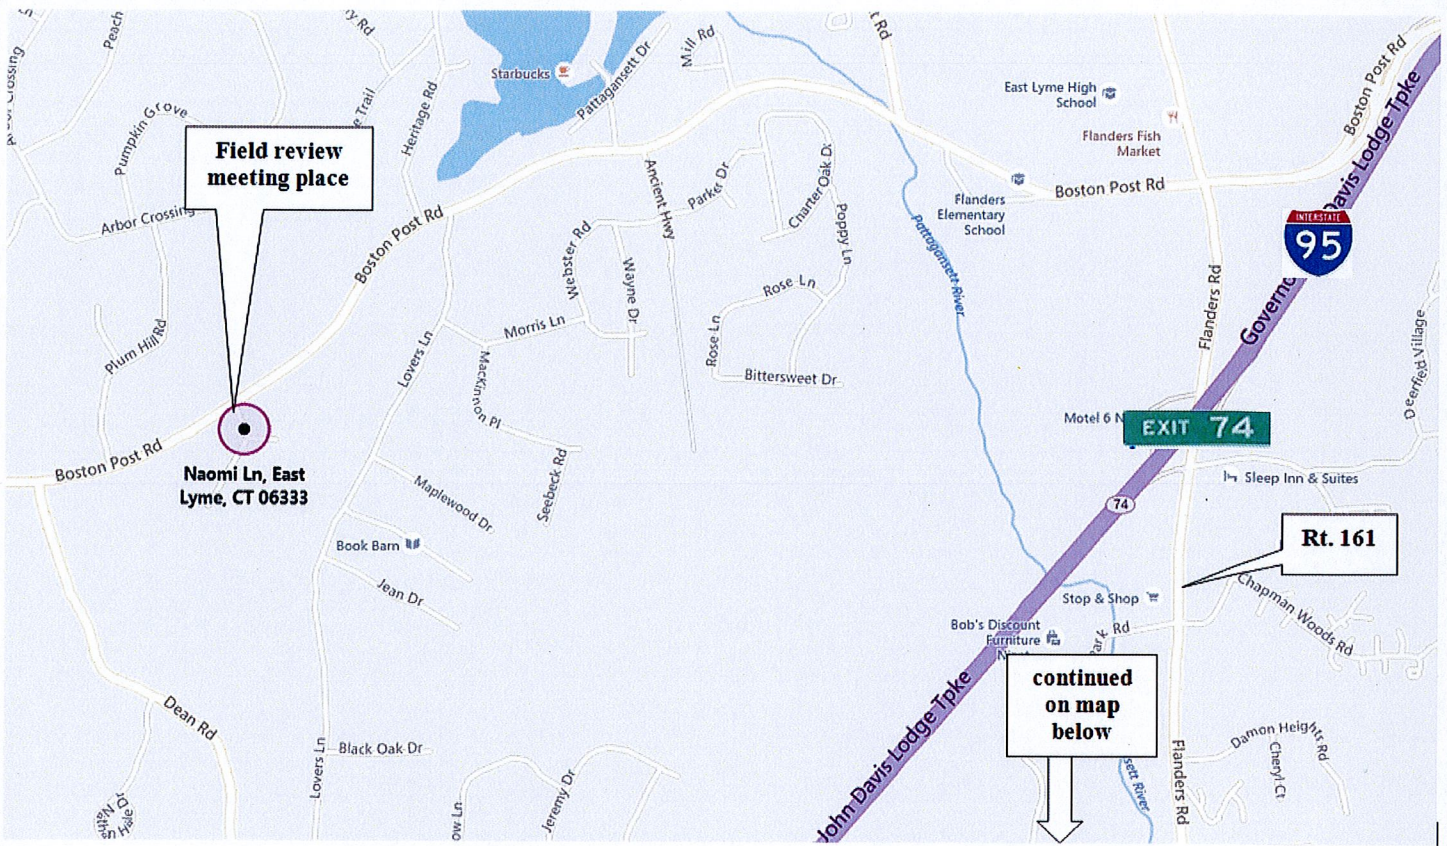 Peach
Pumpkin Grove
Arbor Crossing
Heritage Rd
Starbucks
Pattagansett Dr
Mill Rd
East Lyme High
School
Flanders Fish
Market
Boston Post Rd
Davis Lodge Tpke
Field review
meeting place
Boston Post Rd
Ancient Hwy
Parker Dr
Charter Oak Dr
Poppy Ln
Flanders
Elementary
School
Boston Post Rd
Pattagansett River
INTERSTATE
95
Governor
Flanders Rd
Webster Rd
Wayne Dr
Rose Ln
Rose Ln
Bittersweet Dr
Morris Ln
Lovers Ln
MacKinnon Pl
Plum Hill Rd
Deerfield Village
Motel 6
EXIT 74
Sleep Inn & Suites
74
Boston Post Rd
Naomi Ln, East
Lyme, CT 06333
Maplewood Dr
Seebeck Rd
Book Barn
Jean Dr
Rt. 161
Stop & Shop
Chapman Woods Rd
Bob's Discount
Furniture
Park Rd
continued
on map
below
John Davis Lodge Tpke
Dean Rd
Lovers Ln
Black Oak Dr
Jeremy Dr
ow Ln
Damon Heights Rd
Cheryl Ct
Flanders Rd
sett River